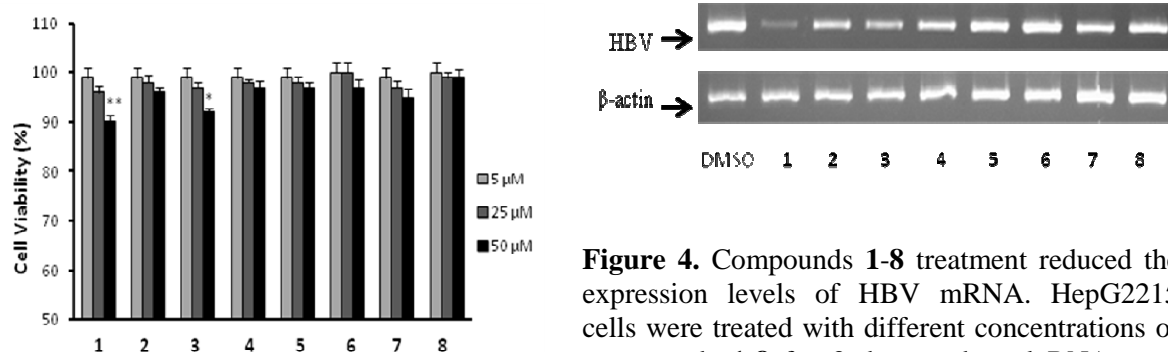 110
100
90
80
70
60
50
Cell Viability (%)
**
*
1 2 3 4 5 6 7 8
5 µM
25 µM
50 µM
HBV
β-actin
DMSO 1 2 3 4 5 6 7 8
Figure 4. Compounds 1-8 treatment reduced the
expression levels of HBV mRNA. HepG2215
cells were treated with different concentrations of